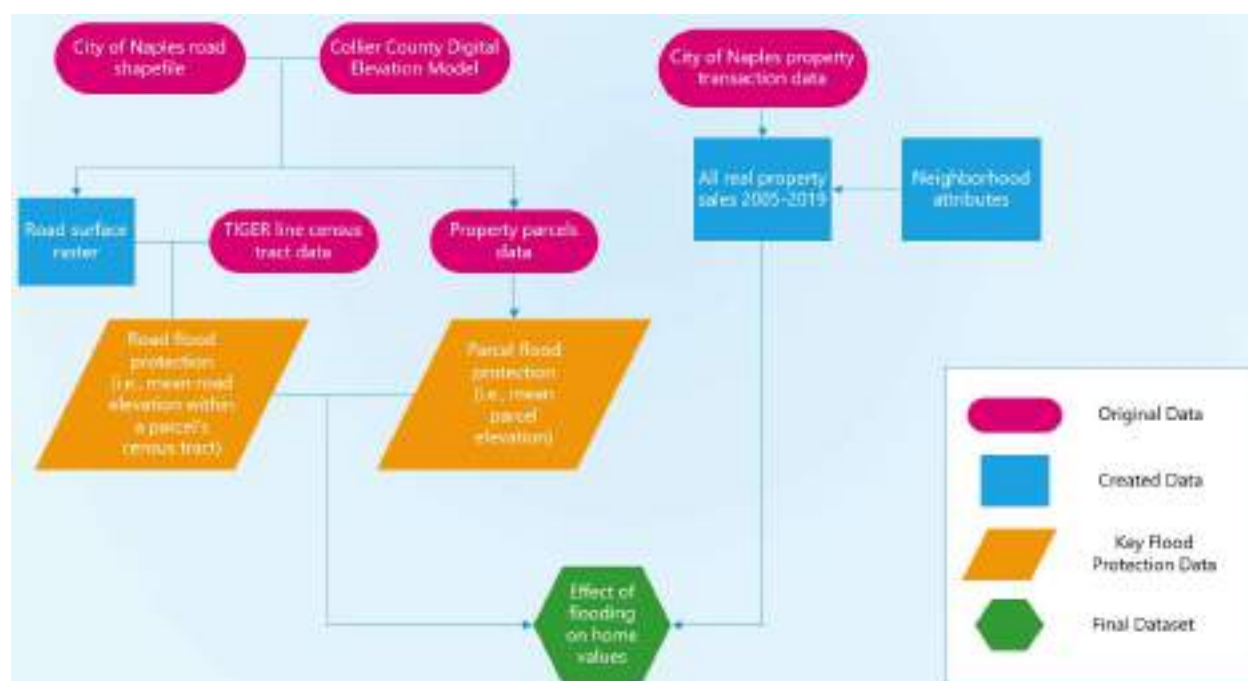 City of Naples road
shapefile
Collier County Digital
Elevation Model
City of Naples property
transaction data
All real property
sales 2005-2019
Neighborhood
attributes
Road surface
raster
TIGER line census
tract data
Property parcels
data
Road flood
protection
(i.e., mean road
elevation within
a parcel's
census tract)
Parcel flood
protection
(i.e., mean
parcel
elevation)
Effect of
flooding
on home
values
Original Data
Created Data
Key Flood
Protection Data
Final Dataset